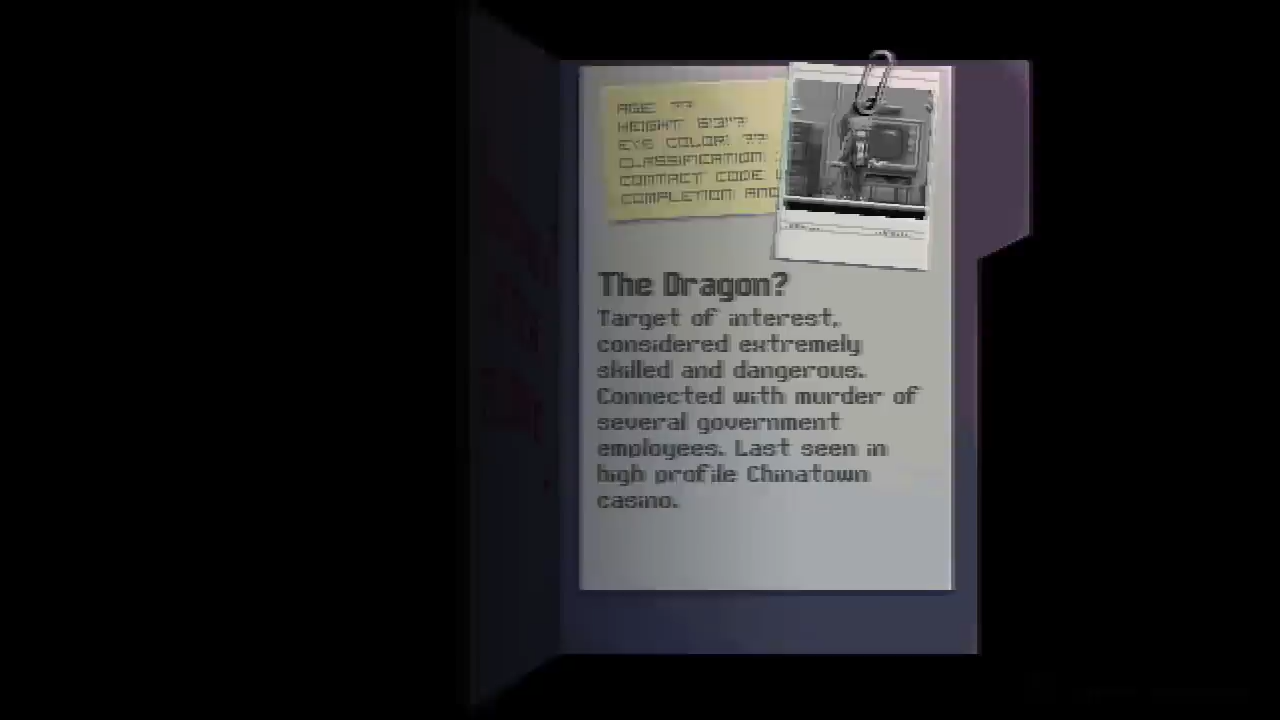 AGE: ??
HEIGHT: 6'3"?
EYE COLOR: ??
CLASSIFICATION:
CONTACT CODE
COMPLETION: AND
The Dragon?
Target of interest,
considered extremely
skilled and dangerous.
Connected with murder of
several government
employees. Last seen in
high profile Chinatown
casino.